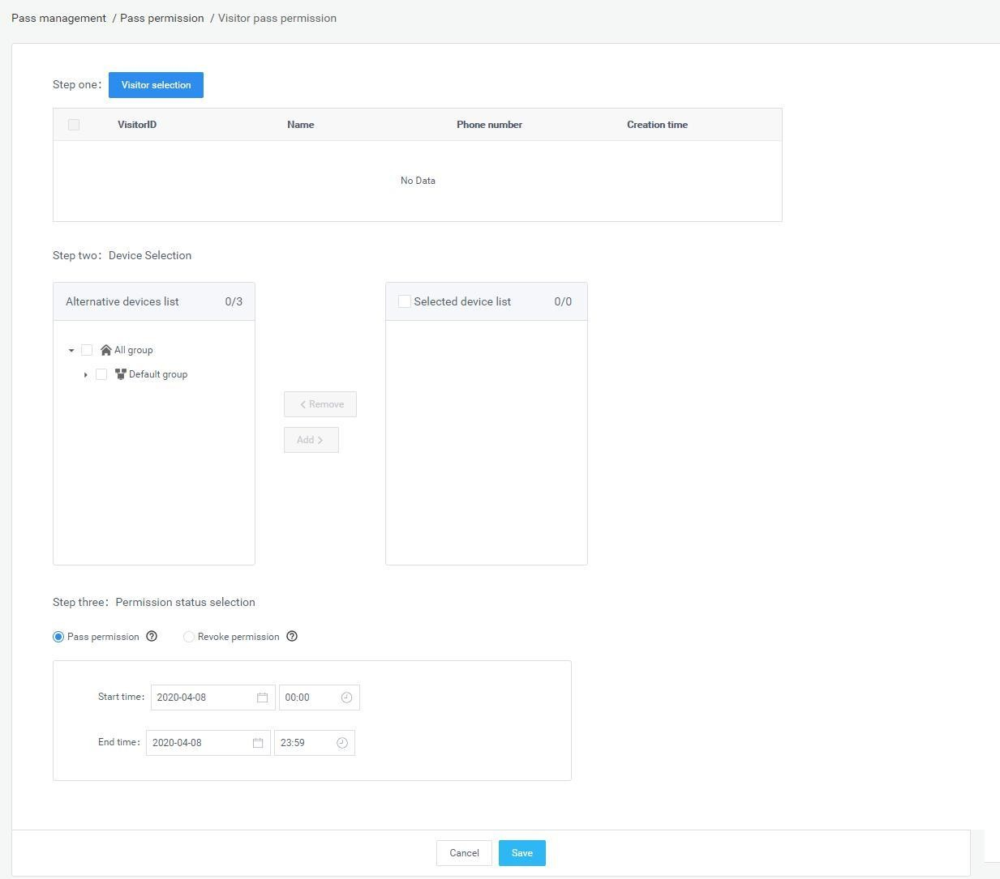 Pass management / Pass permission / Visitor pass permission
Step one: Visitor selection
VisitorID Name Phone number Creation time
No Data
Step two: Device Selection
Alternative devices list 0/3
Selected device list 0/0
All group
Default group
Remove
Add
Step three: Permission status selection
Pass permission ? Revoke permission ?
Start time: 2020-04-08 00:00
End time: 2020-04-08 23:59
Cancel Save